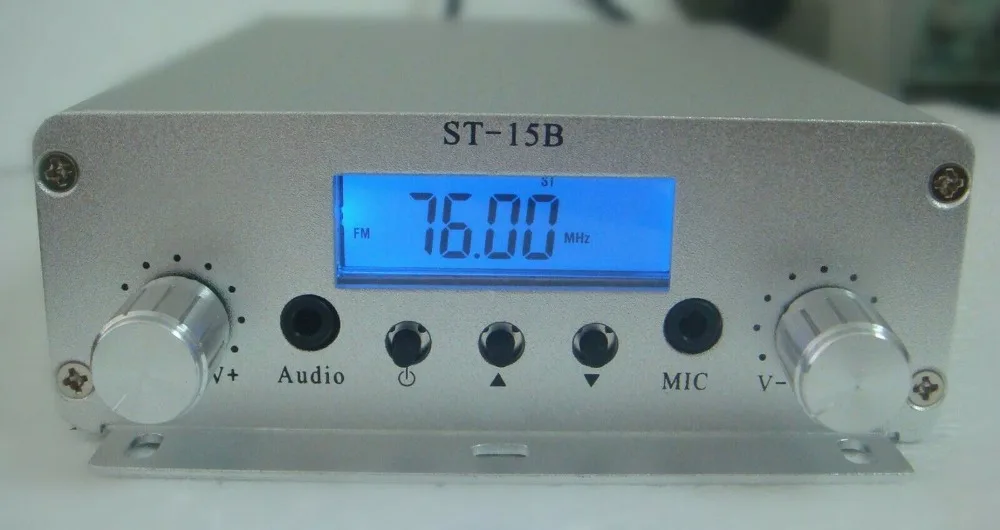 ST-15B
ST
FM 76.00 MHz
V+ Audio ⏻ ▲ ▼ MIC V-